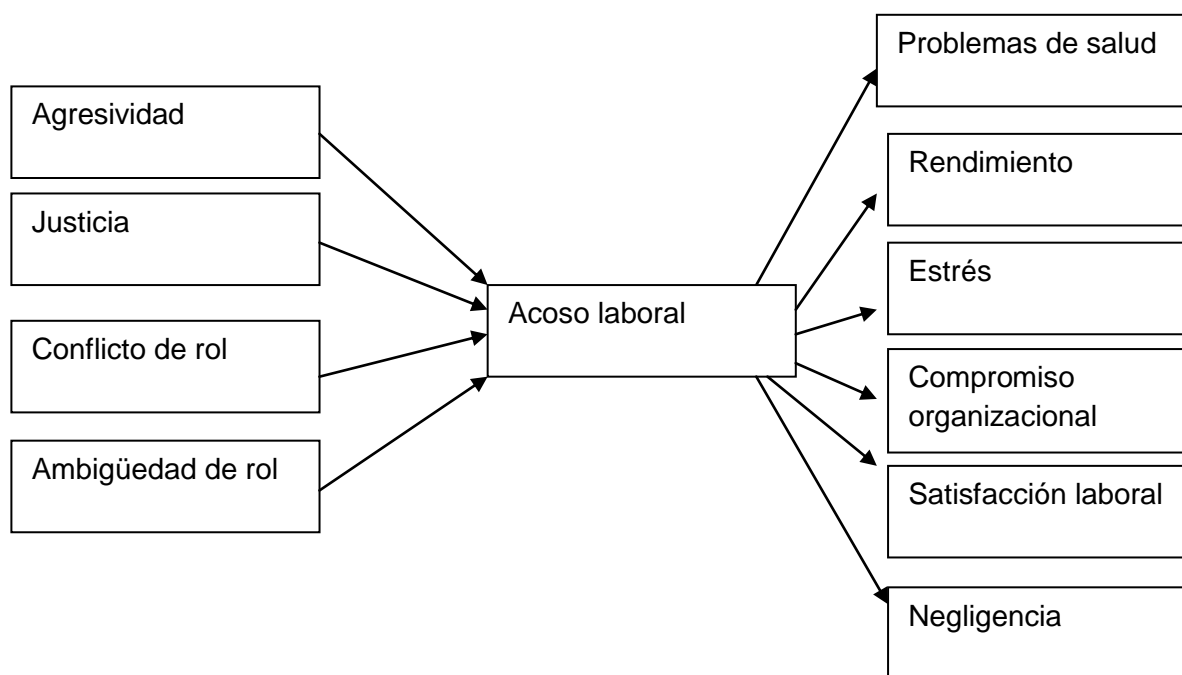 Agresividad
Justicia
Conflicto de rol
Ambigüedad de rol
Acoso laboral
Problemas de salud
Rendimiento
Estrés
Compromiso
organizacional
Satisfacción laboral
Negligencia